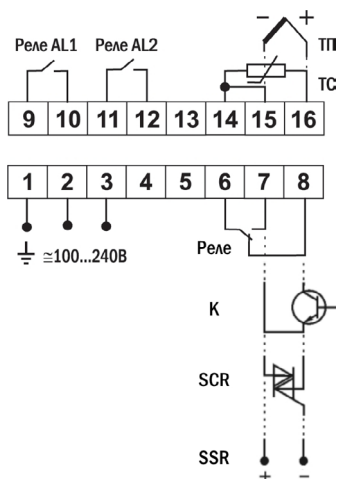 − +
Реле AL1 Реле AL2 ТП
ТС
9 10 11 12 13 14 15 16
1 2 3 4 5 6 7 8
≅100...240В
Реле
K
SCR
SSR
+ −